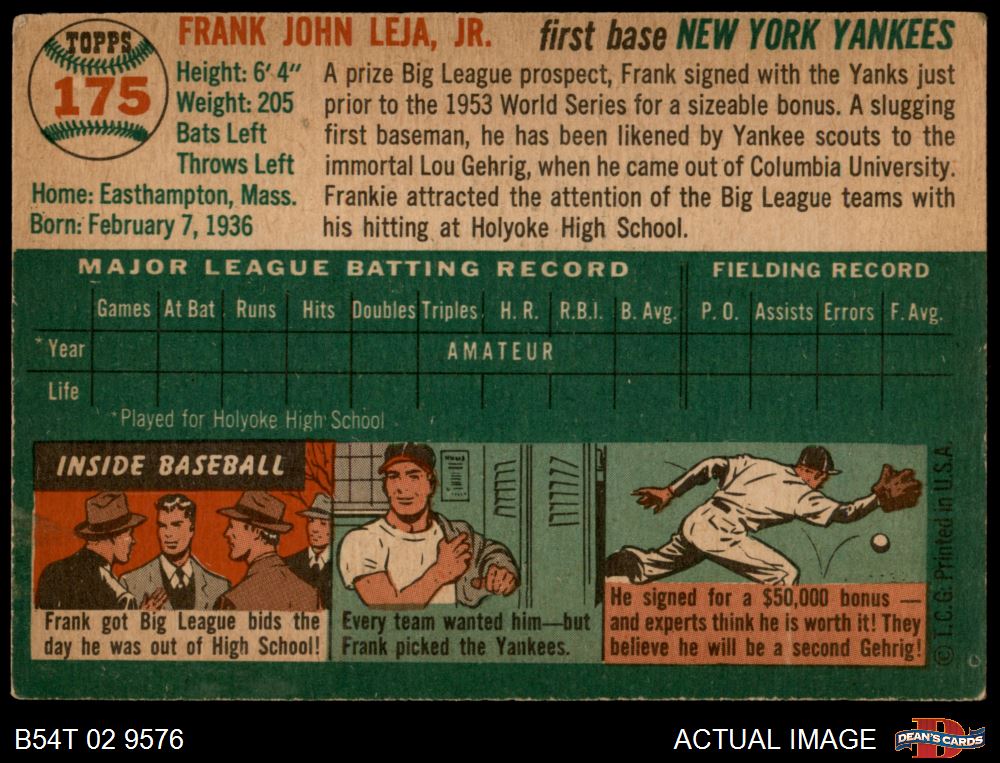 TOPPS
175
FRANK JOHN LEJA, JR. first base NEW YORK YANKEES
Height: 6' 4"
Weight: 205
Bats Left
Throws Left
Home: Easthampton, Mass.
Born: February 7, 1936
A prize Big League prospect, Frank signed with the Yanks just
prior to the 1953 World Series for a sizeable bonus. A slugging
first baseman, he has been likened by Yankee scouts to the
immortal Lou Gehrig, when he came out of Columbia University.
Frankie attracted the attention of the Big League teams with
his hitting at Holyoke High School.
MAJOR LEAGUE BATTING RECORD FIELDING RECORD
Games At Bat Runs Hits Doubles Triples H. R. R.B.I. B. Avg. P. O. Assists Errors F. Avg.
*Year AMATEUR
Life
*Played for Holyoke High School
INSIDE BASEBALL
Frank got Big League bids the
day he was out of High School!
Every team wanted him—but
Frank picked the Yankees.
He signed for a $50,000 bonus —
and experts think he is worth it! They
believe he will be a second Gehrig!
© T.C.G. Printed in U.S.A.
B54T 02 9576
ACTUAL IMAGE
DEAN'S CARDS